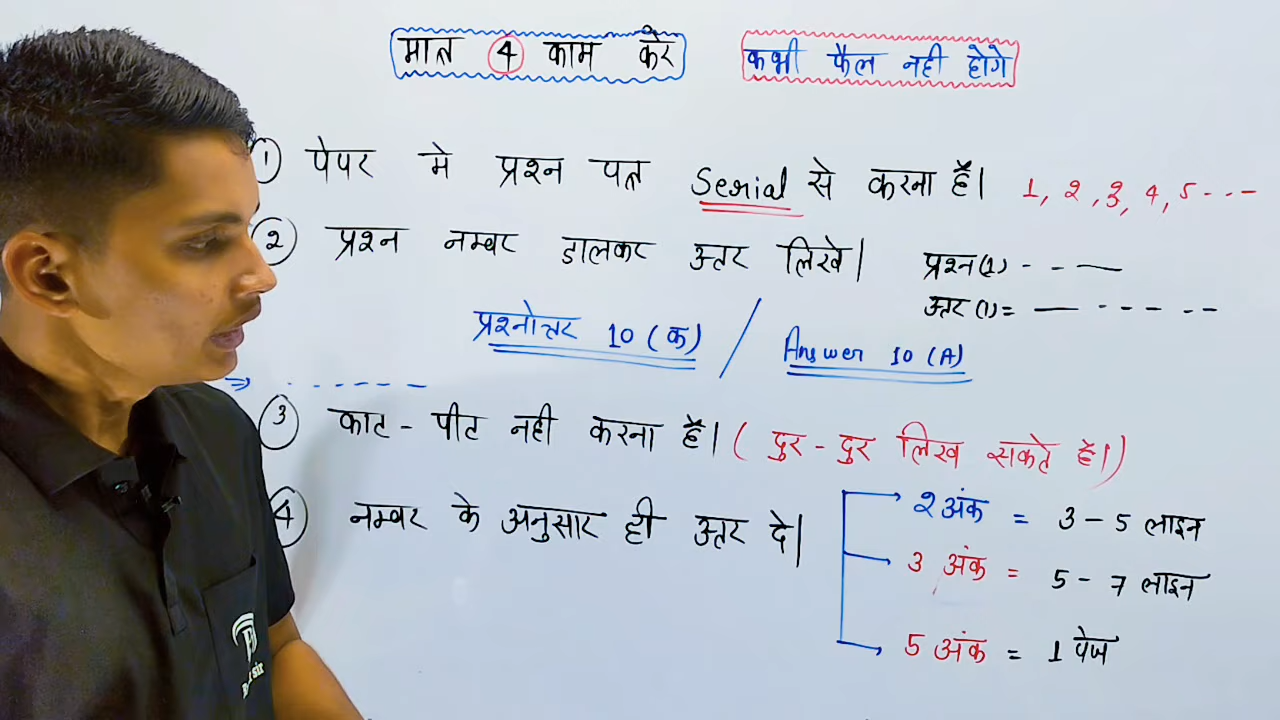 मात्र 4 काम करे कभी फैल नही होगे
1 पेपर मे प्रश्न पत्र Serial से करना है। 1, 2, 3, 4, 5 - - -
2 प्रश्न नम्बर डालकर उत्तर लिखे। प्रश्न(1) - - —
उत्तर (1) = — - - - - -
प्रश्नोत्तर 10 (क) / Answer 10 (A)
⇒ - - - - - -
3 काट - पीट नही करना है। ( दुर - दुर लिख सकते है।)
4 नम्बर के अनुसार ही उत्तर दे।
2 अंक = 3 - 5 लाइन
3 अंक = 5 - 7 लाइन
5 अंक = 1 पेज